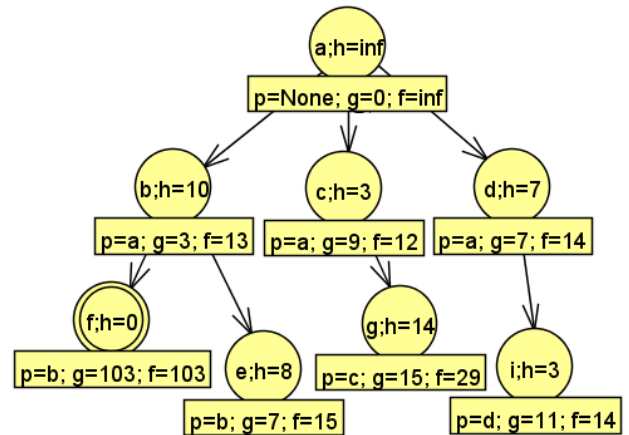 a;h=inf
p=None; g=0; f=inf
b;h=10
p=a; g=3; f=13
c;h=3
p=a; g=9; f=12
d;h=7
p=a; g=7; f=14
f;h=0
p=b; g=103; f=103
e;h=8
p=b; g=7; f=15
g;h=14
p=c; g=15; f=29
i;h=3
p=d; g=11; f=14